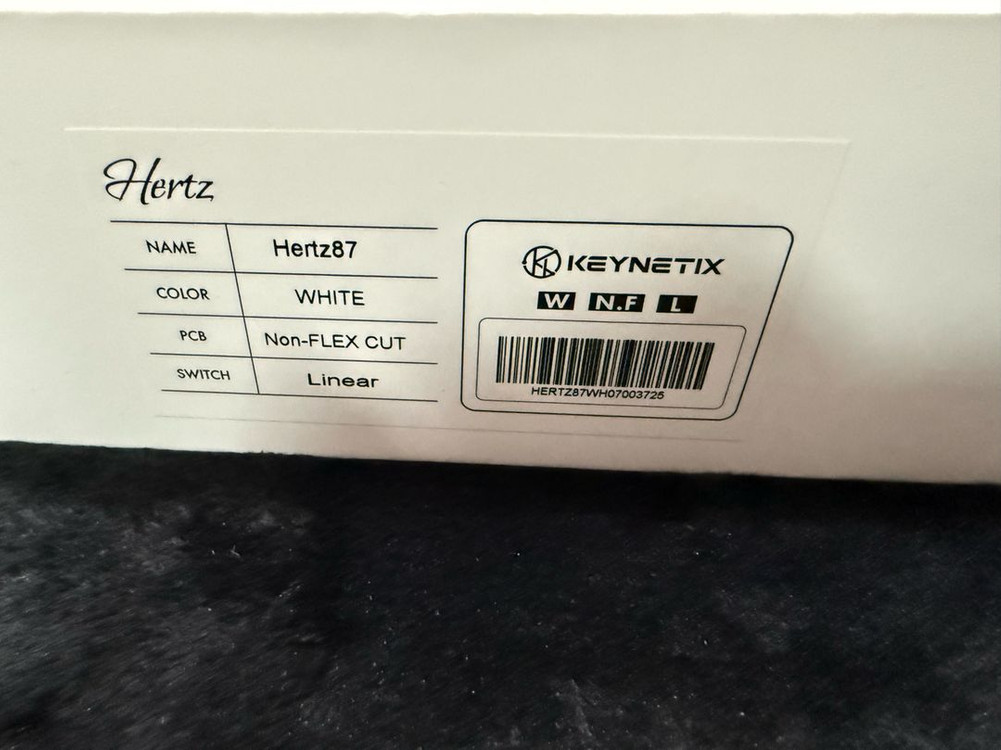 Hertz
NAME Hertz87
COLOR WHITE
PCB Non-FLEX CUT
SWITCH Linear
KEYNETIX
W N.F L
HERTZ87WH07003725